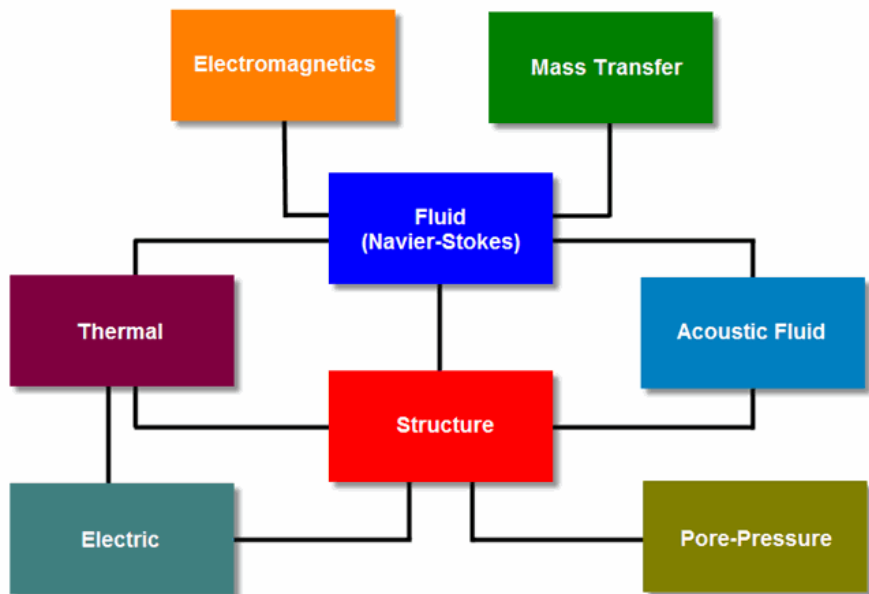 Electromagnetics
Mass Transfer
Fluid
(Navier-Stokes)
Thermal
Acoustic Fluid
Structure
Electric
Pore-Pressure